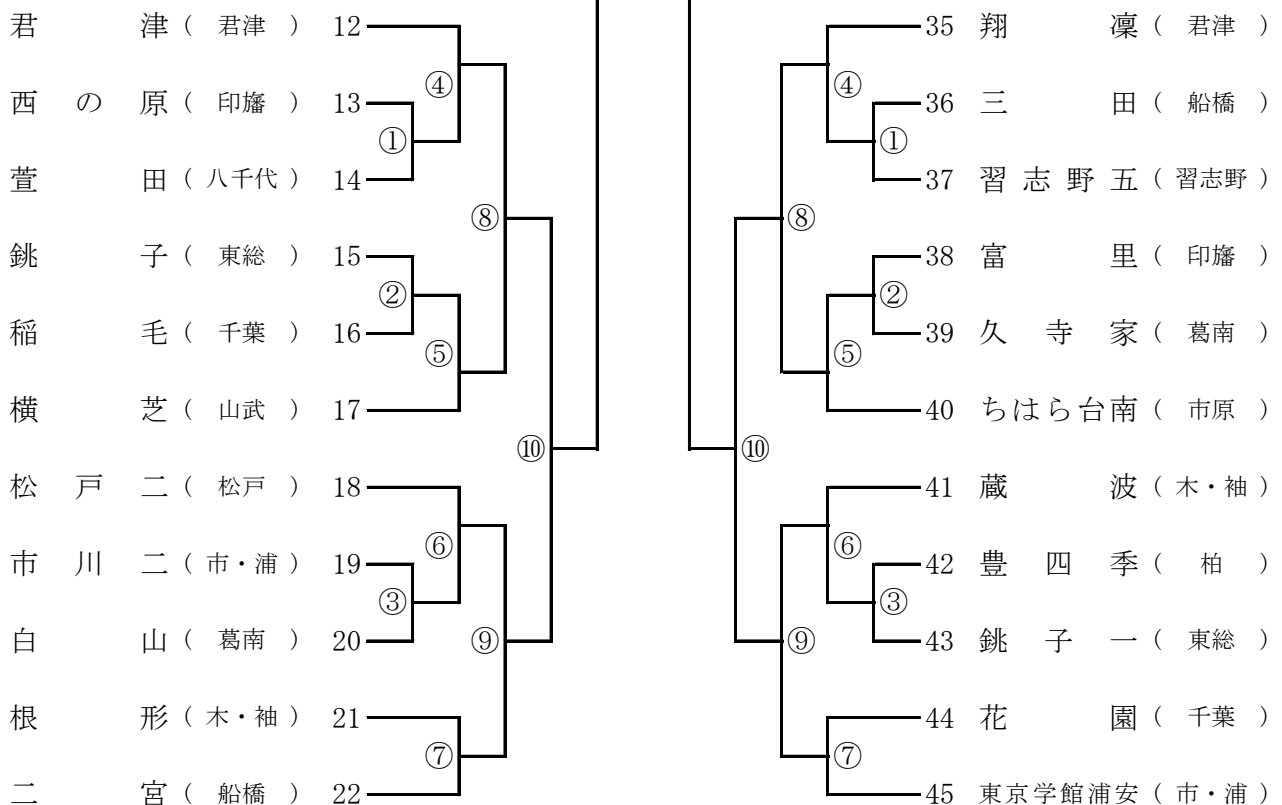 君津（君津）12
西の原（印旛）13
萱田（八千代）14
銚子（東総）15
稲毛（千葉）16
横芝（山武）17
松戸二（松戸）18
市川二（市・浦）19
白山（葛南）20
根形（木・袖）21
二宮（船橋）22
④
①
⑧
②
⑤
⑩
⑥
③
⑨
⑦
35 翔凜（君津）
36 三田（船橋）
37 習志野五（習志野）
38 富里（印旛）
39 久寺家（葛南）
40 ちはら台南（市原）
41 蔵波（木・袖）
42 豊四季（柏）
43 銚子一（東総）
44 花園（千葉）
45 東京学館浦安（市・浦）
④
①
⑧
②
⑤
⑩
⑥
③
⑨
⑦